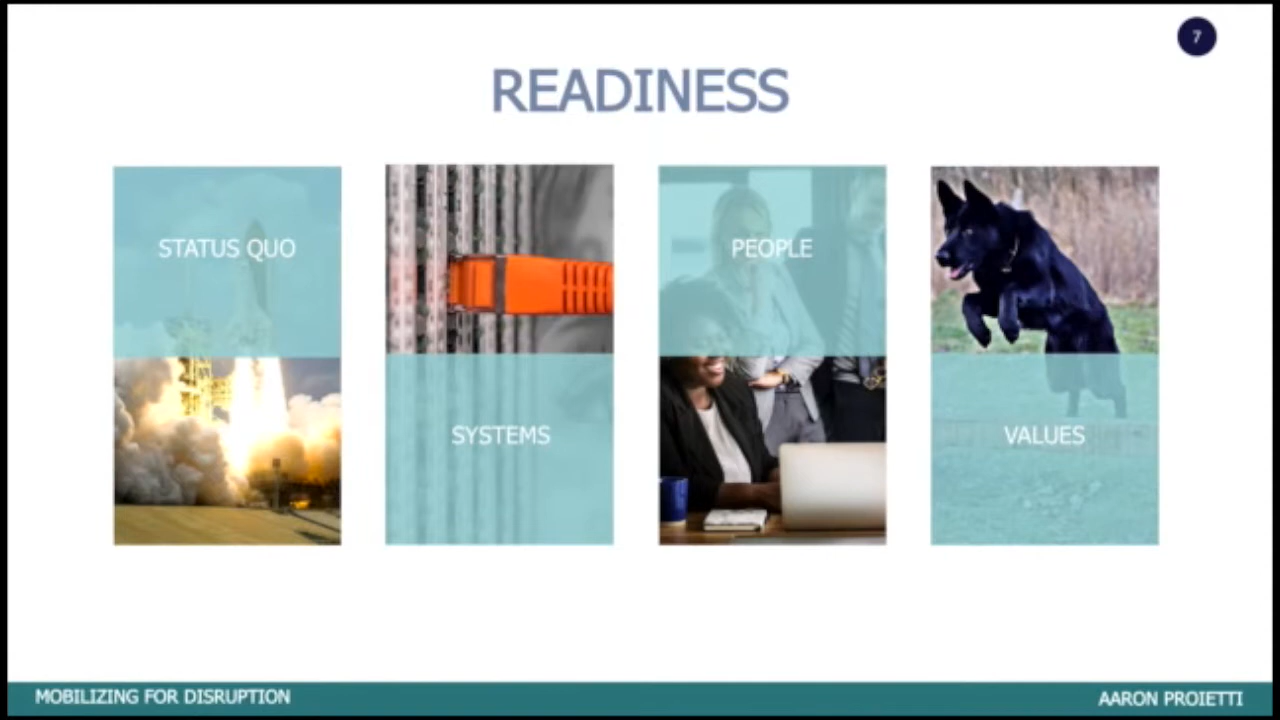 7
READINESS
STATUS QUO
SYSTEMS
PEOPLE
VALUES
MOBILIZING FOR DISRUPTION
AARON PROIETTI